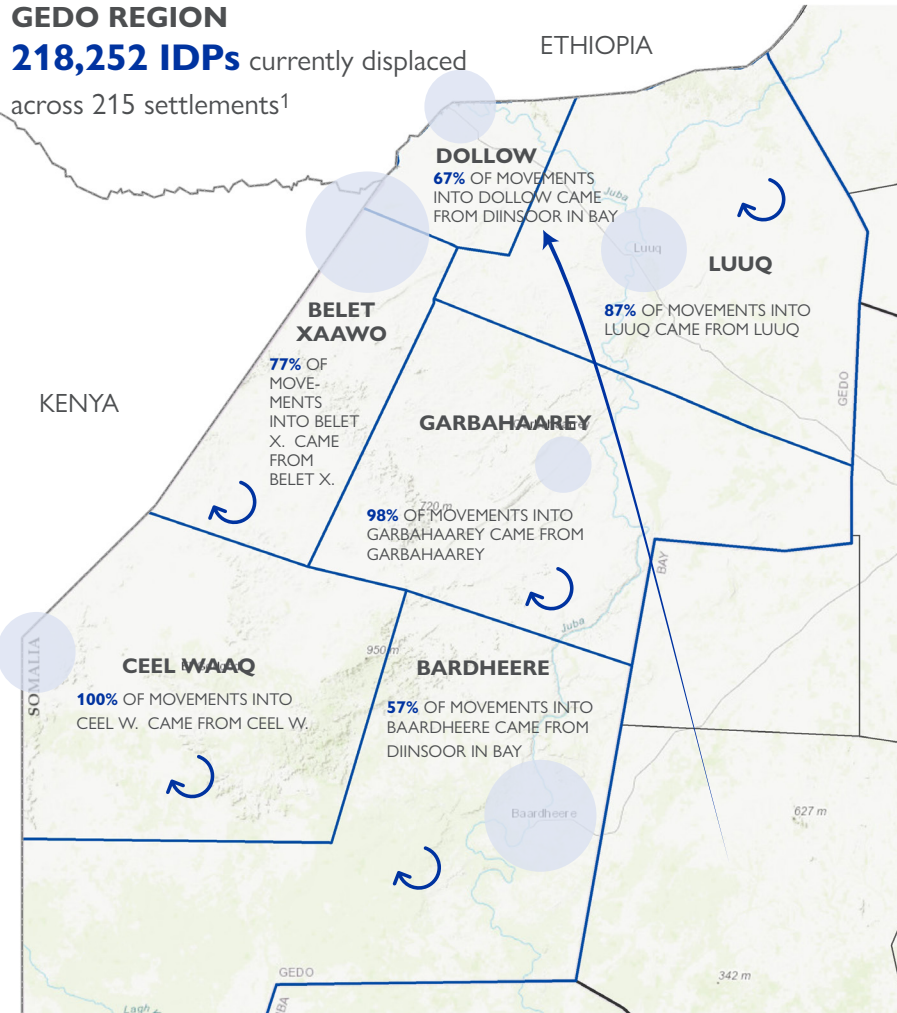 GEDO REGION
218,252 IDPs currently displaced
across 215 settlements1
ETHIOPIA
DOLLOW
67% OF MOVEMENTS
INTO DOLLOW CAME
FROM DIINSOOR IN BAY
Juba
Luuq
LUUQ
87% OF MOVEMENTS INTO
LUUQ CAME FROM LUUQ
BELET
XAAWO
77% OF
MOVE-
MENTS
INTO BELET
X. CAME
FROM
BELET X.
KENYA
GEDO
GARBAHAAREY
720 m
98% OF MOVEMENTS INTO
GARBAHAAREY CAME FROM
GARBAHAAREY
BAY
Juba
950 m
SOMALIA
CEEL WAAQ
100% OF MOVEMENTS INTO
CEEL W. CAME FROM CEEL W.
BARDHEERE
57% OF MOVEMENTS INTO
BAARDHEERE CAME FROM
DIINSOOR IN BAY
Baardheere
627 m
GEDO
342 m
Lagh